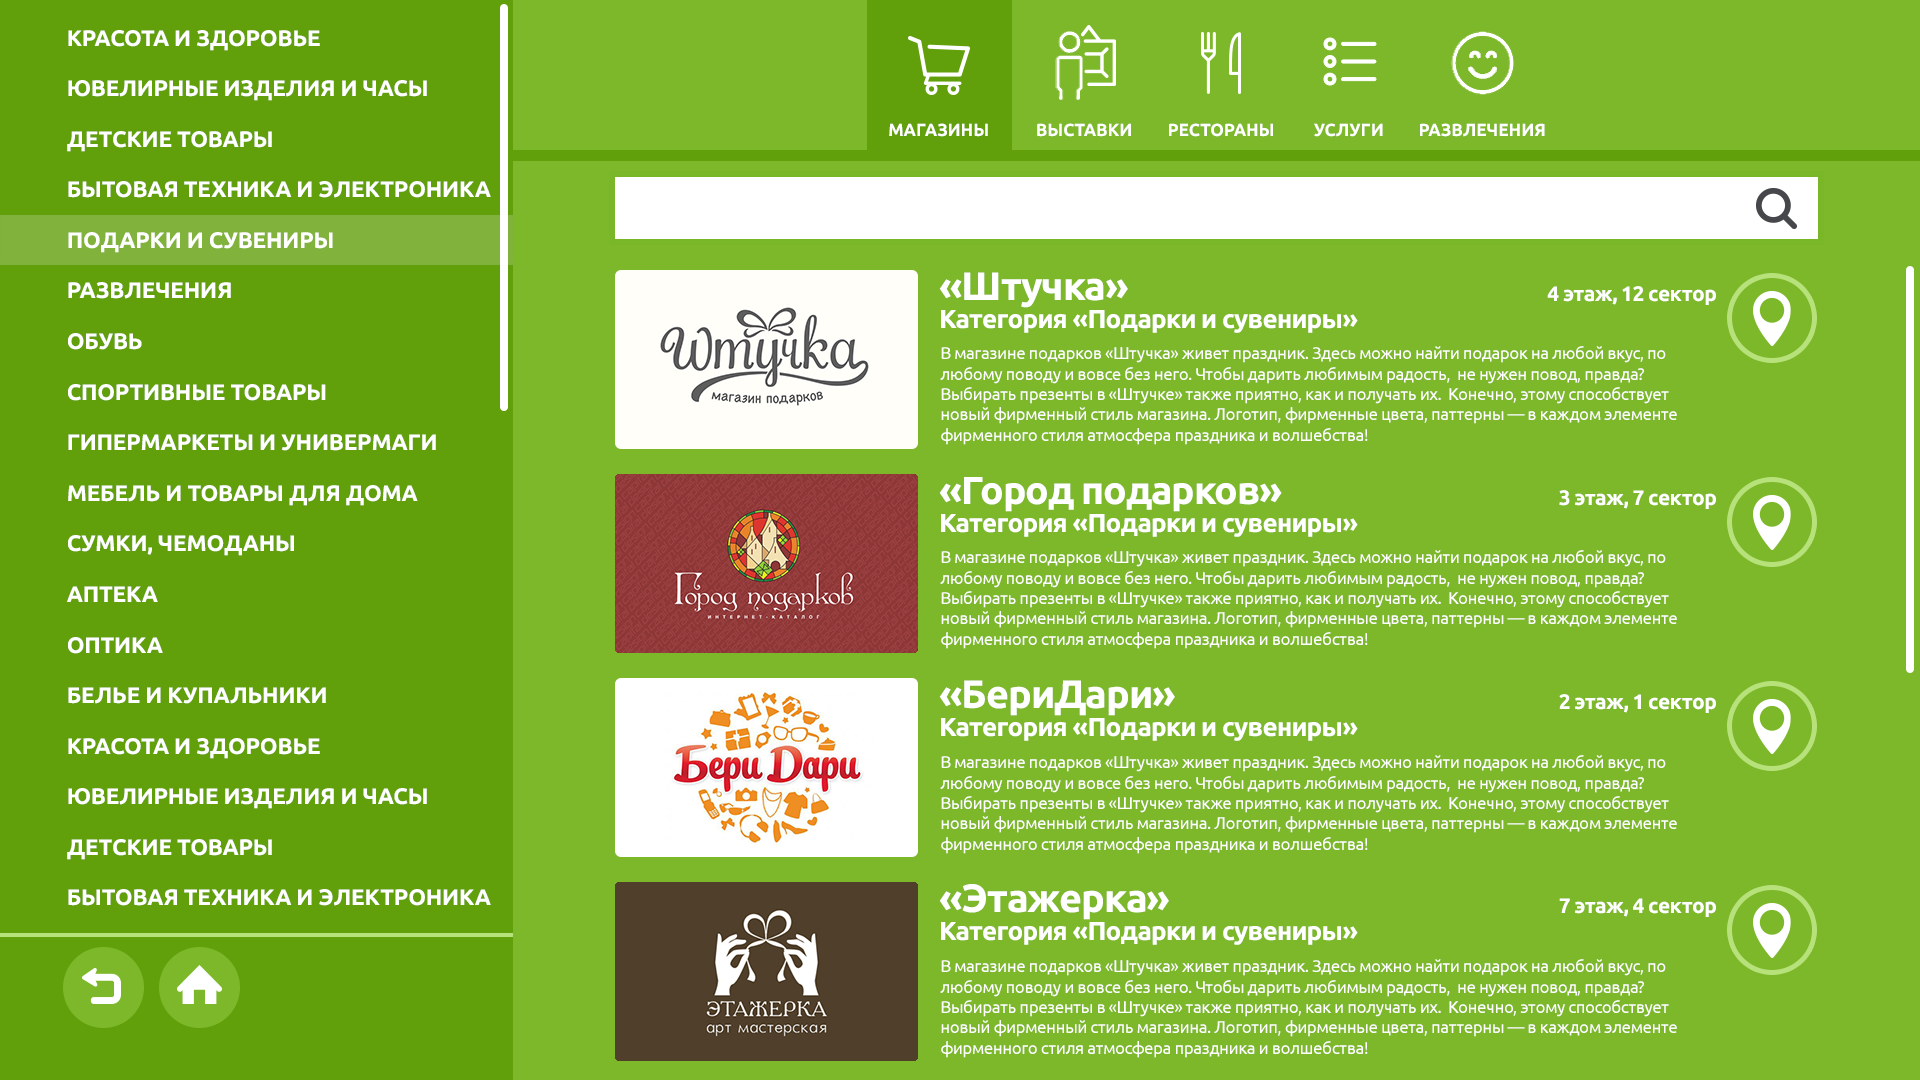 КРАСОТА И ЗДОРОВЬЕ
ЮВЕЛИРНЫЕ ИЗДЕЛИЯ И ЧАСЫ
ДЕТСКИЕ ТОВАРЫ
БЫТОВАЯ ТЕХНИКА И ЭЛЕКТРОНИКА
ПОДАРКИ И СУВЕНИРЫ
РАЗВЛЕЧЕНИЯ
ОБУВЬ
СПОРТИВНЫЕ ТОВАРЫ
ГИПЕРМАРКЕТЫ И УНИВЕРМАГИ
МЕБЕЛЬ И ТОВАРЫ ДЛЯ ДОМА
СУМКИ, ЧЕМОДАНЫ
АПТЕКА
ОПТИКА
БЕЛЬЕ И КУПАЛЬНИКИ
КРАСОТА И ЗДОРОВЬЕ
ЮВЕЛИРНЫЕ ИЗДЕЛИЯ И ЧАСЫ
ДЕТСКИЕ ТОВАРЫ
БЫТОВАЯ ТЕХНИКА И ЭЛЕКТРОНИКА
МАГАЗИНЫ
ВЫСТАВКИ
РЕСТОРАНЫ
УСЛУГИ
РАЗВЛЕЧЕНИЯ
Штучка
магазин подарков
«Штучка»
4 этаж, 12 сектор
Категория «Подарки и сувениры»
В магазине подарков «Штучка» живет праздник. Здесь можно найти подарок на любой вкус, по
любому поводу и вовсе без него. Чтобы дарить любимым радость, не нужен повод, правда?
Выбирать презенты в «Штучке» также приятно, как и получать их. Конечно, этому способствует
новый фирменный стиль магазина. Логотип, фирменные цвета, паттерны — в каждом элементе
фирменного стиля атмосфера праздника и волшебства!
Город подарков
ИНТЕРНЕТ-КАТАЛОГ
«Город подарков»
3 этаж, 7 сектор
Категория «Подарки и сувениры»
В магазине подарков «Штучка» живет праздник. Здесь можно найти подарок на любой вкус, по
любому поводу и вовсе без него. Чтобы дарить любимым радость, не нужен повод, правда?
Выбирать презенты в «Штучке» также приятно, как и получать их. Конечно, этому способствует
новый фирменный стиль магазина. Логотип, фирменные цвета, паттерны — в каждом элементе
фирменного стиля атмосфера праздника и волшебства!
Бери Дари
«БериДари»
2 этаж, 1 сектор
Категория «Подарки и сувениры»
В магазине подарков «Штучка» живет праздник. Здесь можно найти подарок на любой вкус, по
любому поводу и вовсе без него. Чтобы дарить любимым радость, не нужен повод, правда?
Выбирать презенты в «Штучке» также приятно, как и получать их. Конечно, этому способствует
новый фирменный стиль магазина. Логотип, фирменные цвета, паттерны — в каждом элементе
фирменного стиля атмосфера праздника и волшебства!
ЭТАЖЕРКА
арт мастерская
«Этажерка»
7 этаж, 4 сектор
Категория «Подарки и сувениры»
В магазине подарков «Штучка» живет праздник. Здесь можно найти подарок на любой вкус, по
любому поводу и вовсе без него. Чтобы дарить любимым радость, не нужен повод, правда?
Выбирать презенты в «Штучке» также приятно, как и получать их. Конечно, этому способствует
новый фирменный стиль магазина. Логотип, фирменные цвета, паттерны — в каждом элементе
фирменного стиля атмосфера праздника и волшебства!